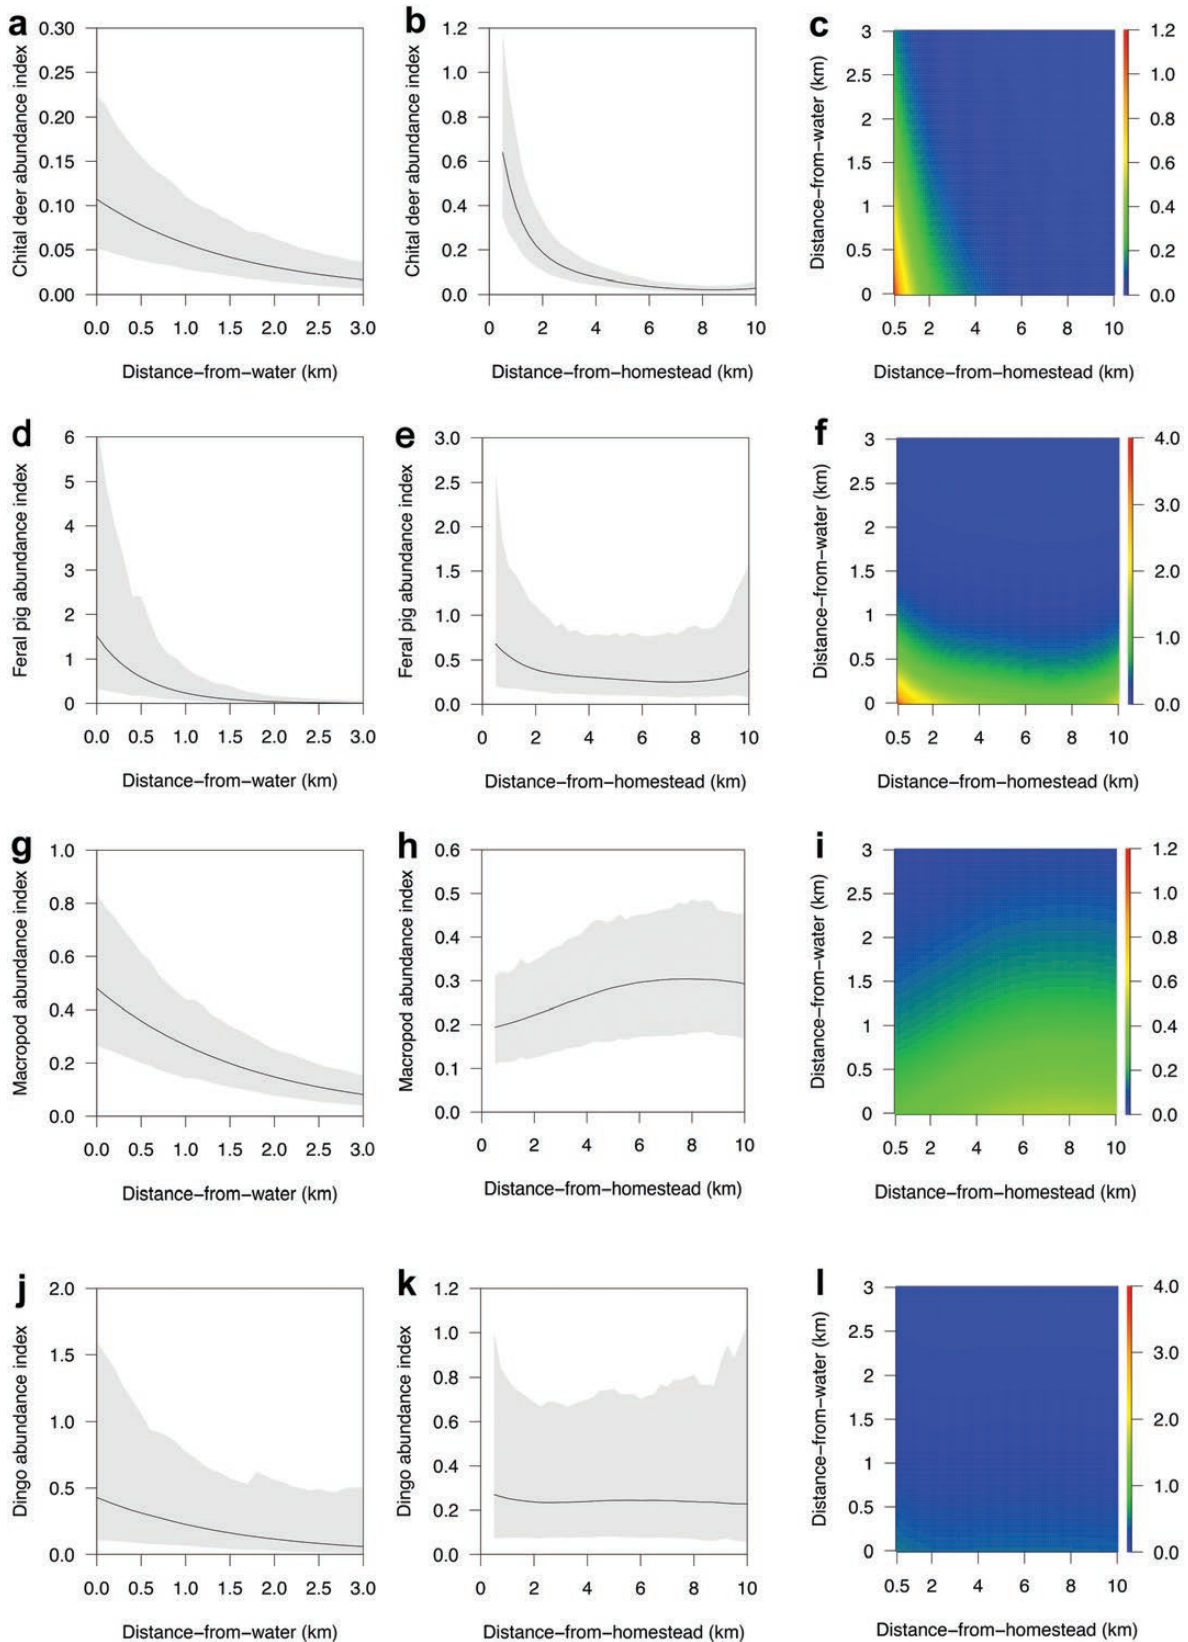 a
Chital deer abundance index
0.30
0.25
0.20
0.15
0.10
0.05
0.00
0.0 0.5 1.0 1.5 2.0 2.5 3.0
Distance−from−water (km)
b
Chital deer abundance index
1.2
1.0
0.8
0.6
0.4
0.2
0.0
0 2 4 6 8 10
Distance−from−homestead (km)
c
Distance−from−water (km)
3
2.5
2
1.5
1
0.5
0
0.5 2 4 6 8 10
Distance−from−homestead (km)
1.2
1.0
0.8
0.6
0.4
0.2
0.0
d
Feral pig abundance index
6
5
4
3
2
1
0
0.0 0.5 1.0 1.5 2.0 2.5 3.0
Distance−from−water (km)
e
Feral pig abundance index
3.0
2.5
2.0
1.5
1.0
0.5
0.0
0 2 4 6 8 10
Distance−from−homestead (km)
f
Distance−from−water (km)
3
2.5
2
1.5
1
0.5
0
0.5 2 4 6 8 10
Distance−from−homestead (km)
4.0
3.0
2.0
1.0
0.0
g
Macropod abundance index
1.0
0.8
0.6
0.4
0.2
0.0
0.0 0.5 1.0 1.5 2.0 2.5 3.0
Distance−from−water (km)
h
Macropod abundance index
0.6
0.5
0.4
0.3
0.2
0.1
0.0
0 2 4 6 8 10
Distance−from−homestead (km)
i
Distance−from−water (km)
3
2.5
2
1.5
1
0.5
0
0.5 2 4 6 8 10
Distance−from−homestead (km)
1.2
1.0
0.8
0.6
0.4
0.2
0.0
j
Dingo abundance index
2.0
1.5
1.0
0.5
0.0
0.0 0.5 1.0 1.5 2.0 2.5 3.0
Distance−from−water (km)
k
Dingo abundance index
1.2
1.0
0.8
0.6
0.4
0.2
0.0
0 2 4 6 8 10
Distance−from−homestead (km)
l
Distance−from−water (km)
3
2.5
2
1.5
1
0.5
0
0.5 2 4 6 8 10
Distance−from−homestead (km)
4.0
3.0
2.0
1.0
0.0